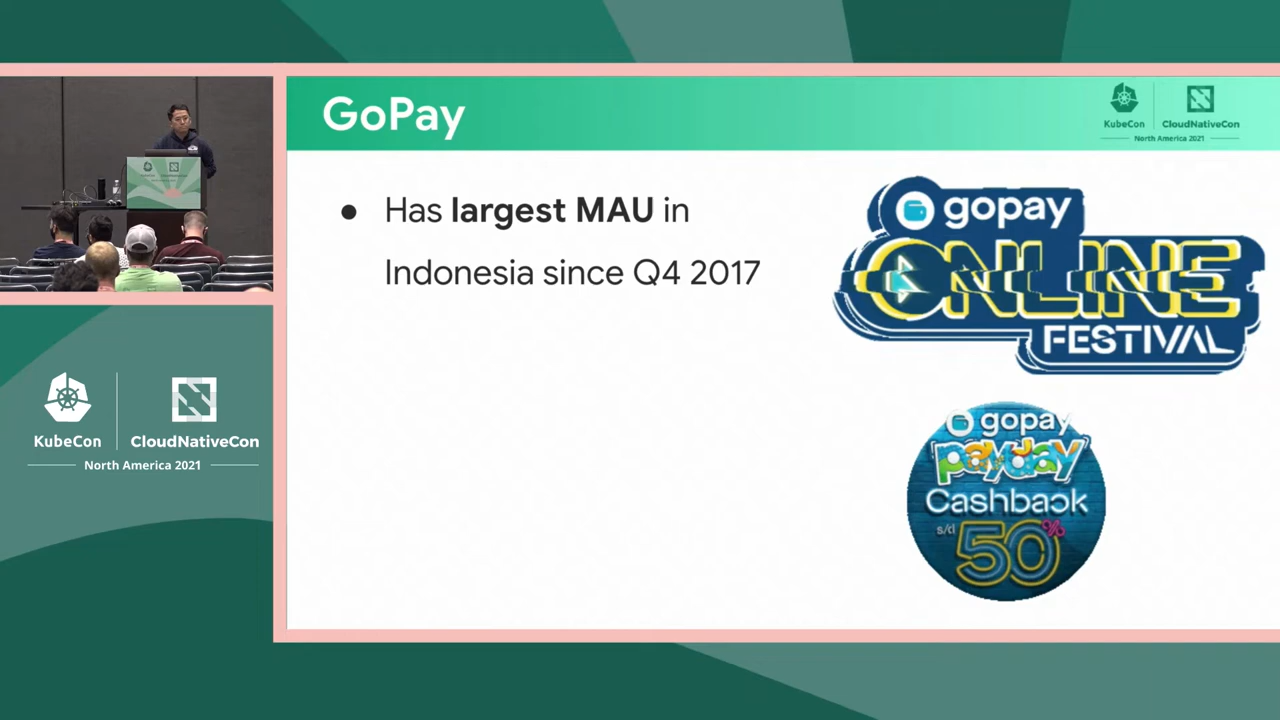 GoPay
KubeCon
CloudNativeCon
North America 2021
● Has largest MAU in
Indonesia since Q4 2017
gopay
ONLINE
FESTIVAL
gopay
payday
Cashback
s/d 50%
KubeCon
CloudNativeCon
North America 2021